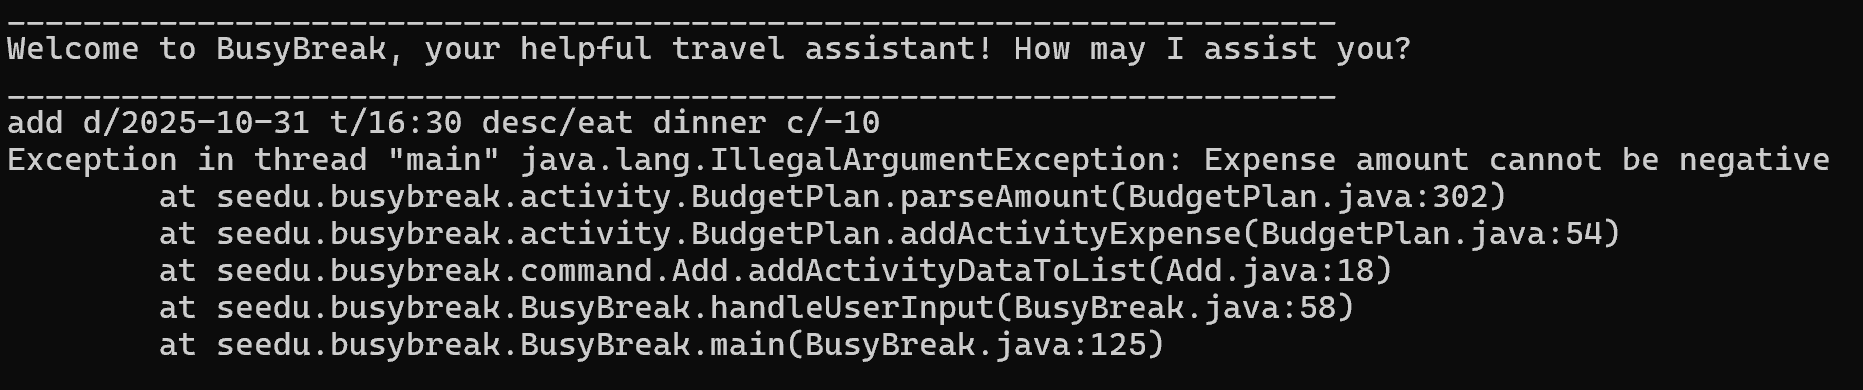 ______________________________________________________________________
Welcome to BusyBreak, your helpful travel assistant! How may I assist you?
______________________________________________________________________
add d/2025-10-31 t/16:30 desc/eat dinner c/-10
Exception in thread "main" java.lang.IllegalArgumentException: Expense amount cannot be negative
        at seedu.busybreak.activity.BudgetPlan.parseAmount(BudgetPlan.java:302)
        at seedu.busybreak.activity.BudgetPlan.addActivityExpense(BudgetPlan.java:54)
        at seedu.busybreak.command.Add.addActivityDataToList(Add.java:18)
        at seedu.busybreak.BusyBreak.handleUserInput(BusyBreak.java:58)
        at seedu.busybreak.BusyBreak.main(BusyBreak.java:125)